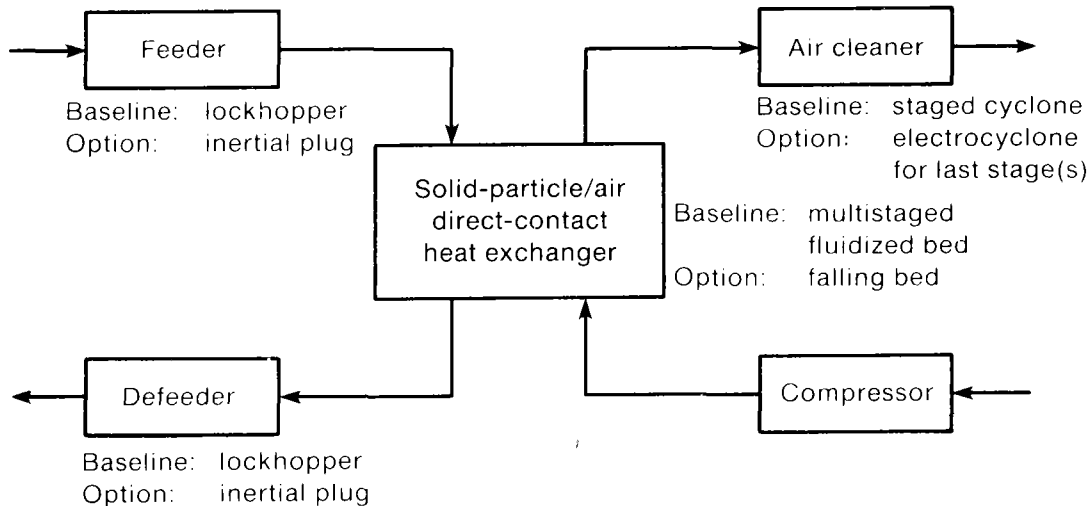 Feeder
Baseline: lockhopper
Option: inertial plug
Air cleaner
Baseline: staged cyclone
Option: electrocyclone
for last stage(s)
Solid-particle/air
direct-contact
heat exchanger
Baseline: multistaged
fluidized bed
Option: falling bed
Defeeder
Baseline: lockhopper
Option: inertial plug
Compressor